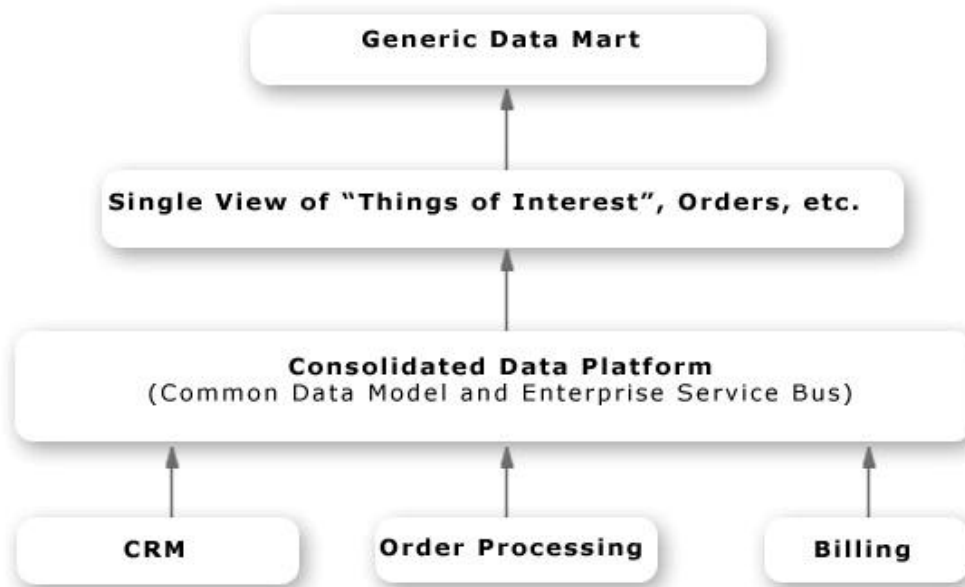 Generic Data Mart
Single View of “Things of Interest”, Orders, etc.
Consolidated Data Platform
(Common Data Model and Enterprise Service Bus)
CRM
Order Processing
Billing